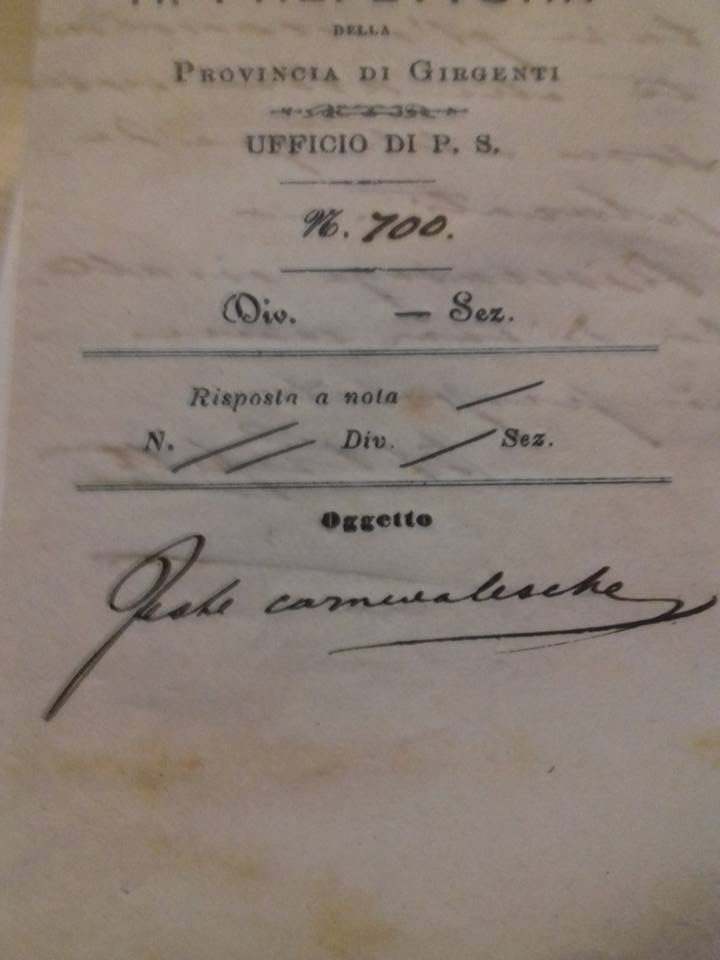 DELLA
PROVINCIA DI GIRGENTI
UFFICIO DI P. S.
N. 700.
Div. — Sez.
Risposta a nota
N. Div. Sez.
Oggetto
Feste carnevalesche